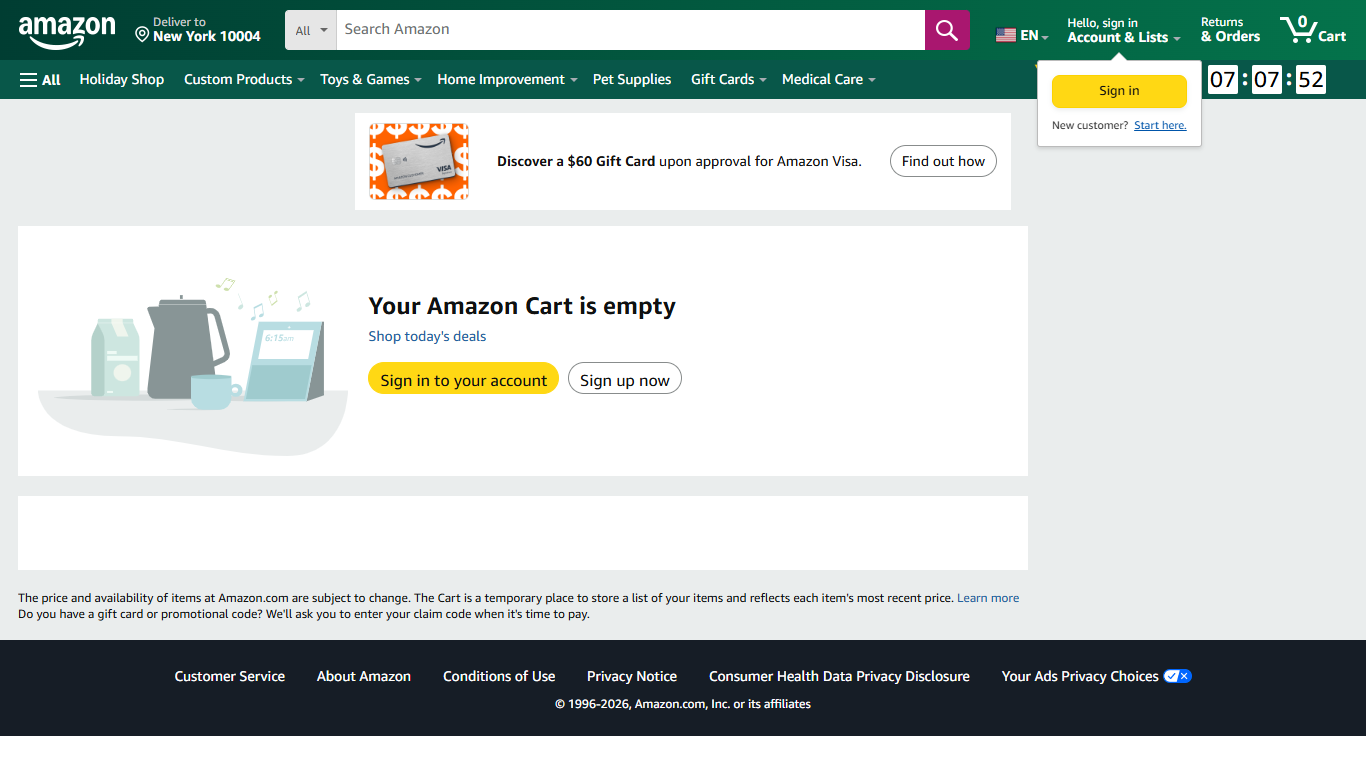 amazon
Deliver to
New York 10004
All
Search Amazon
EN
Hello, sign in
Account & Lists
Returns
& Orders
0
Cart
All
Holiday Shop
Custom Products
Toys & Games
Home Improvement
Pet Supplies
Gift Cards
Medical Care
07:07:52
Sign in
New customer? Start here.
VISA
Discover a $60 Gift Card upon approval for Amazon Visa.
Find out how
6:15am
Your Amazon Cart is empty
Shop today's deals
Sign in to your account
Sign up now
The price and availability of items at Amazon.com are subject to change. The Cart is a temporary place to store a list of your items and reflects each item's most recent price. Learn more
Do you have a gift card or promotional code? We'll ask you to enter your claim code when it's time to pay.
Customer Service
About Amazon
Conditions of Use
Privacy Notice
Consumer Health Data Privacy Disclosure
Your Ads Privacy Choices
© 1996-2026, Amazon.com, Inc. or its affiliates